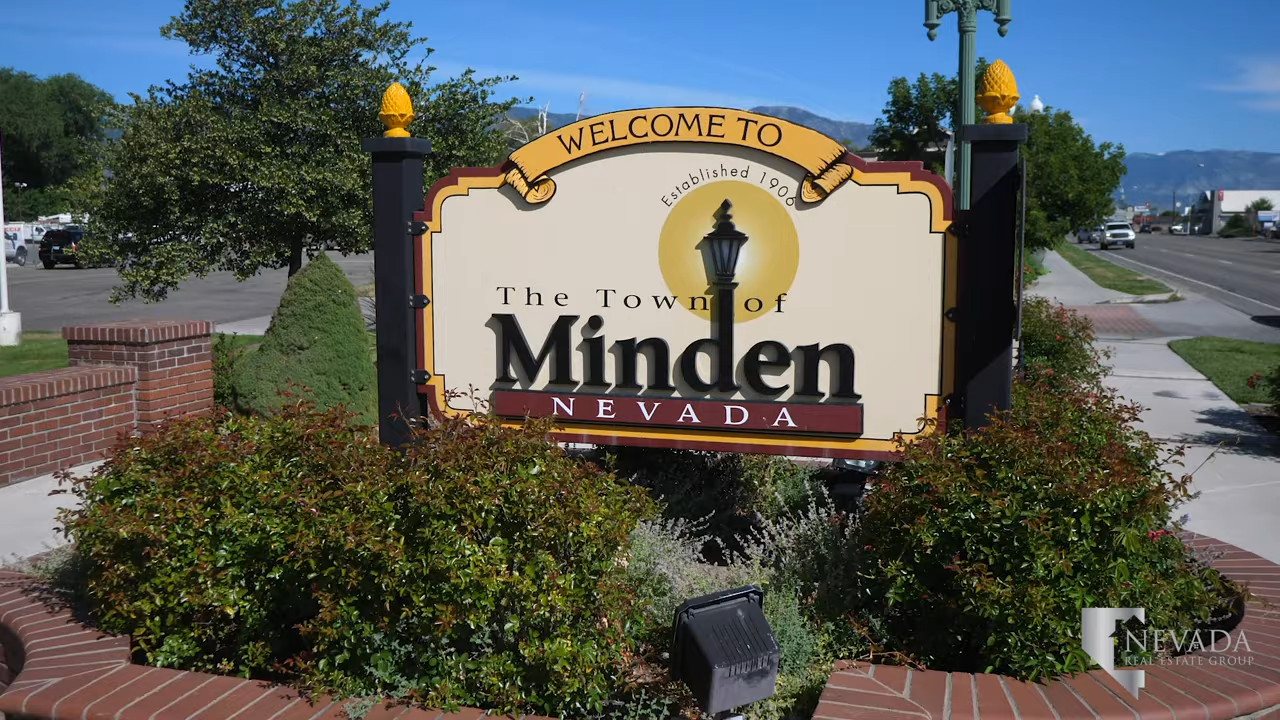 WELCOME TO
Established 1906
The Town of
Minden
NEVADA
NEVADA
REAL ESTATE GROUP